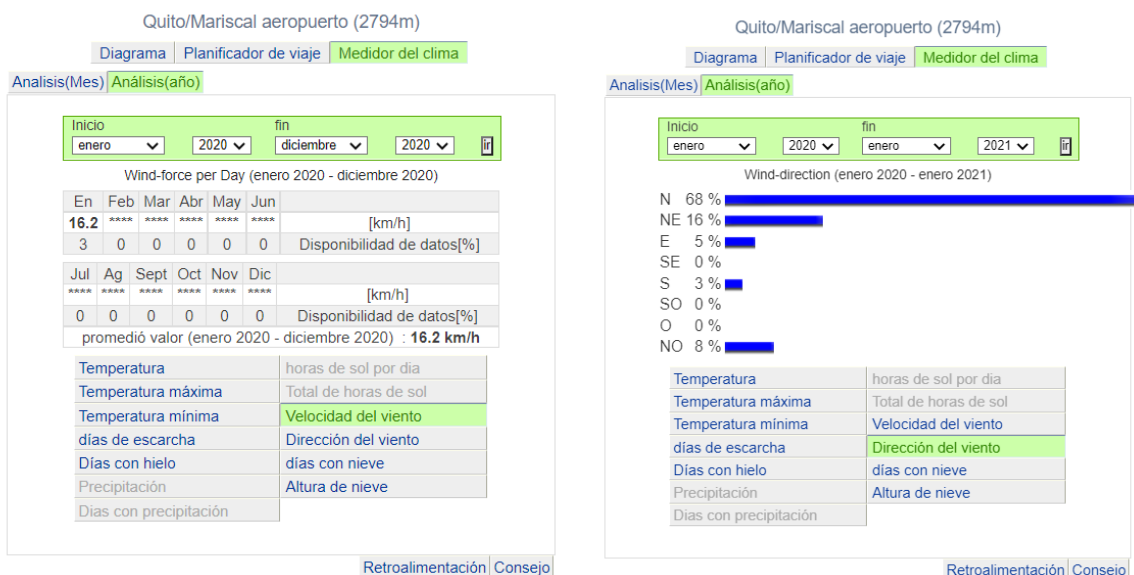 Quito/Mariscal aeropuerto (2794m)
Diagrama Planificador de viaje Medidor del clima
Analisis(Mes) Análisis(año)
Inicio fin
enero 2020 diciembre 2020 ir
Wind-force per Day (enero 2020 - diciembre 2020)
En Feb Mar Abr May Jun
16.2 **** **** **** **** **** [km/h]
3 0 0 0 0 0 Disponibilidad de datos[%]
Jul Ag Sept Oct Nov Dic
**** **** **** **** **** **** [km/h]
0 0 0 0 0 0 Disponibilidad de datos[%]
promedió valor (enero 2020 - diciembre 2020) : 16.2 km/h
Temperatura horas de sol por dia
Temperatura máxima Total de horas de sol
Temperatura mínima Velocidad del viento
días de escarcha Dirección del viento
Días con hielo días con nieve
Precipitación Altura de nieve
Dias con precipitación
Retroalimentación Consejo
Quito/Mariscal aeropuerto (2794m)
Diagrama Planificador de viaje Medidor del clima
Analisis(Mes) Análisis(año)
Inicio fin
enero 2020 enero 2021 ir
Wind-direction (enero 2020 - enero 2021)
N 68 %
NE 16 %
E 5 %
SE 0 %
S 3 %
SO 0 %
O 0 %
NO 8 %
Temperatura horas de sol por dia
Temperatura máxima Total de horas de sol
Temperatura mínima Velocidad del viento
días de escarcha Dirección del viento
Días con hielo días con nieve
Precipitación Altura de nieve
Dias con precipitación
Retroalimentación Consejo